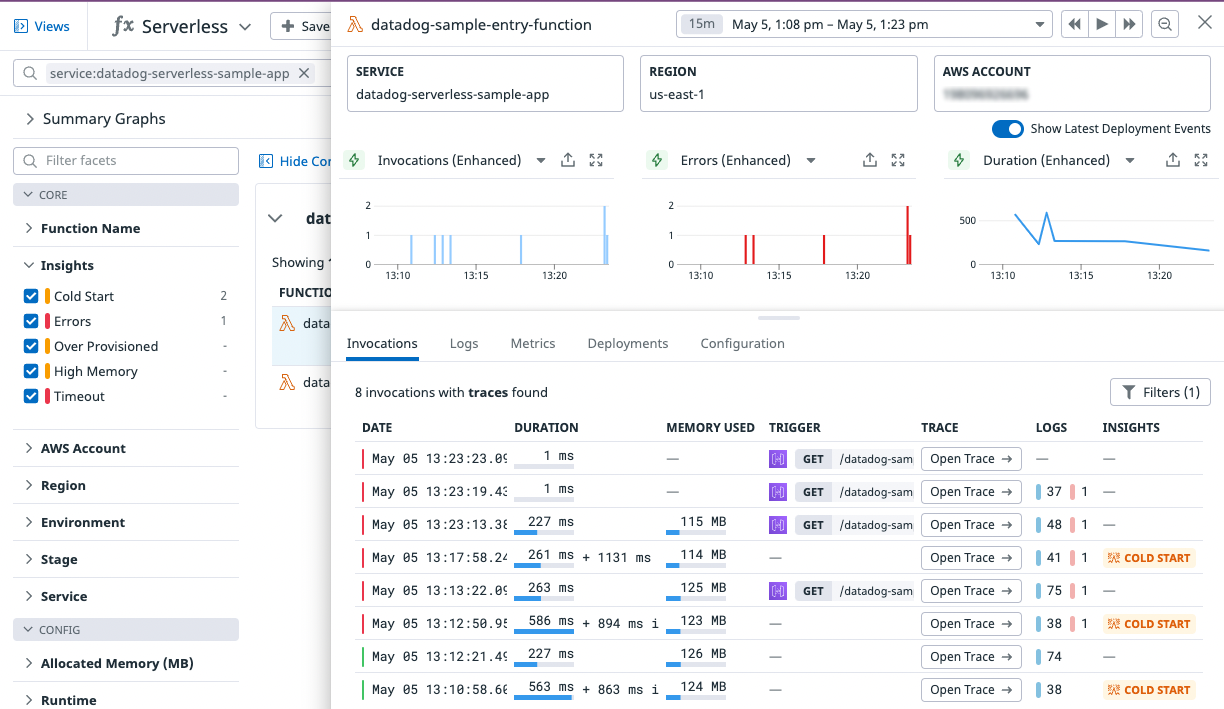 Views
fx Serverless
+ Save
service:datadog-serverless-sample-app
Summary Graphs
Filter facets
CORE
Function Name
Insights
Cold Start 2
Errors 1
Over Provisioned -
High Memory -
Timeout -
AWS Account
Region
Environment
Stage
Service
CONFIG
Allocated Memory (MB)
Runtime
Hide Cor
dat
Showing
FUNCTIO
data
data
datadog-sample-entry-function
15m May 5, 1:08 pm – May 5, 1:23 pm
SERVICE
datadog-serverless-sample-app
REGION
us-east-1
AWS ACCOUNT
Show Latest Deployment Events
Invocations (Enhanced)
2
1
0
13:10 13:15 13:20
Errors (Enhanced)
2
1
0
13:10 13:15 13:20
Duration (Enhanced)
500
0
13:10 13:15 13:20
Invocations Logs Metrics Deployments Configuration
8 invocations with traces found
Filters (1)
DATE DURATION MEMORY USED TRIGGER TRACE LOGS INSIGHTS
May 05 13:23:23.09 1 ms — GET /datadog-sam Open Trace → — —
May 05 13:23:19.43 1 ms — GET /datadog-sam Open Trace → 37 1 —
May 05 13:23:13.38 227 ms 115 MB GET /datadog-sam Open Trace → 48 1 —
May 05 13:17:58.24 261 ms + 1131 ms 114 MB — Open Trace → 41 1 COLD START
May 05 13:13:22.09 263 ms 125 MB GET /datadog-sam Open Trace → 75 1 —
May 05 13:12:50.95 586 ms + 894 ms i 123 MB — Open Trace → 38 1 COLD START
May 05 13:12:21.49 227 ms 126 MB — Open Trace → 74 —
May 05 13:10:58.60 563 ms + 863 ms i 124 MB — Open Trace → 38 COLD START